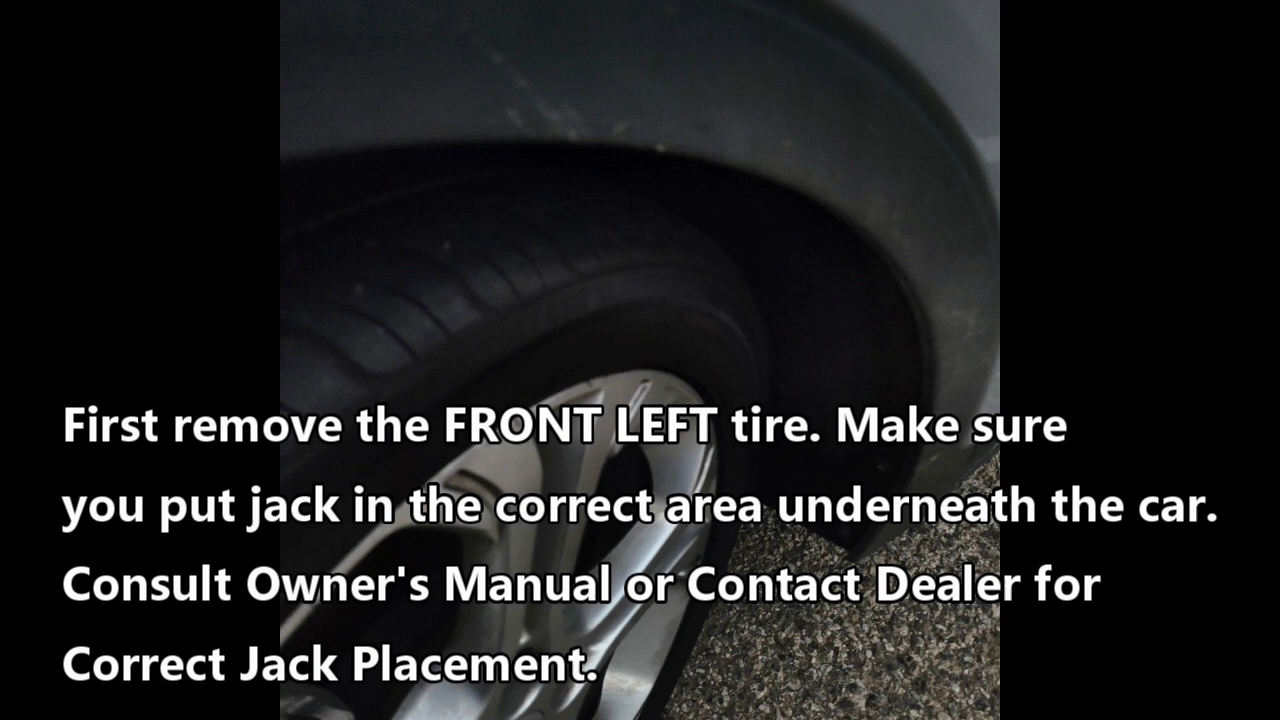 First remove the FRONT LEFT tire. Make sure
you put jack in the correct area underneath the car.
Consult Owner's Manual or Contact Dealer for
Correct Jack Placement.